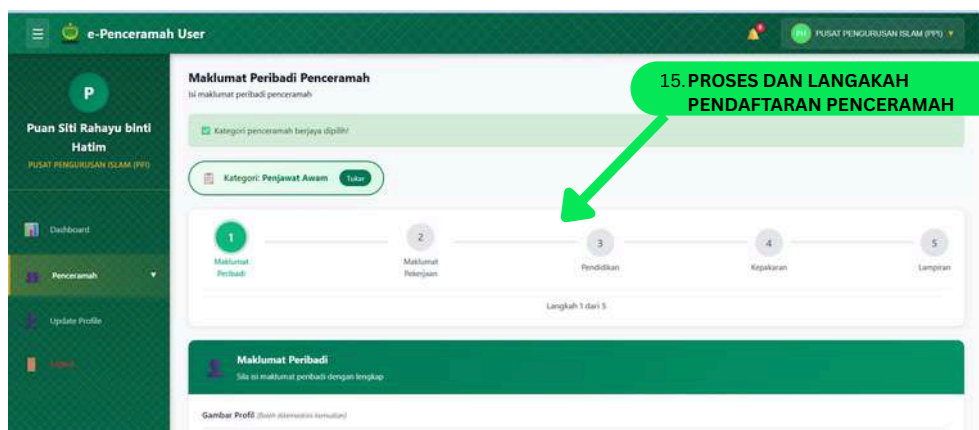 e-Penceramah User
PUSAT PENGURUSAN ISLAM (PPI)
P
Puan Siti Rahayu binti
Hatim
PUSAT PENGURUSAN ISLAM (PPI)
Dashboard
Penceramah
Update Profile
Maklumat Peribadi Penceramah
Isi maklumat peribadi penceramah
15. PROSES DAN LANGAKAH
PENDAFTARAN PENCERAMAH
Kategori penceramah berjaya dipilih!
Kategori: Penjawat Awam Tukar
1 2 3 4 5
Maklumat Maklumat Pendidikan Kepakaran Lampiran
Peribadi Pekerjaan
Langkah 1 dari 5
Maklumat Peribadi
Sila isi maklumat peribadi dengan lengkap
Gambar Profil